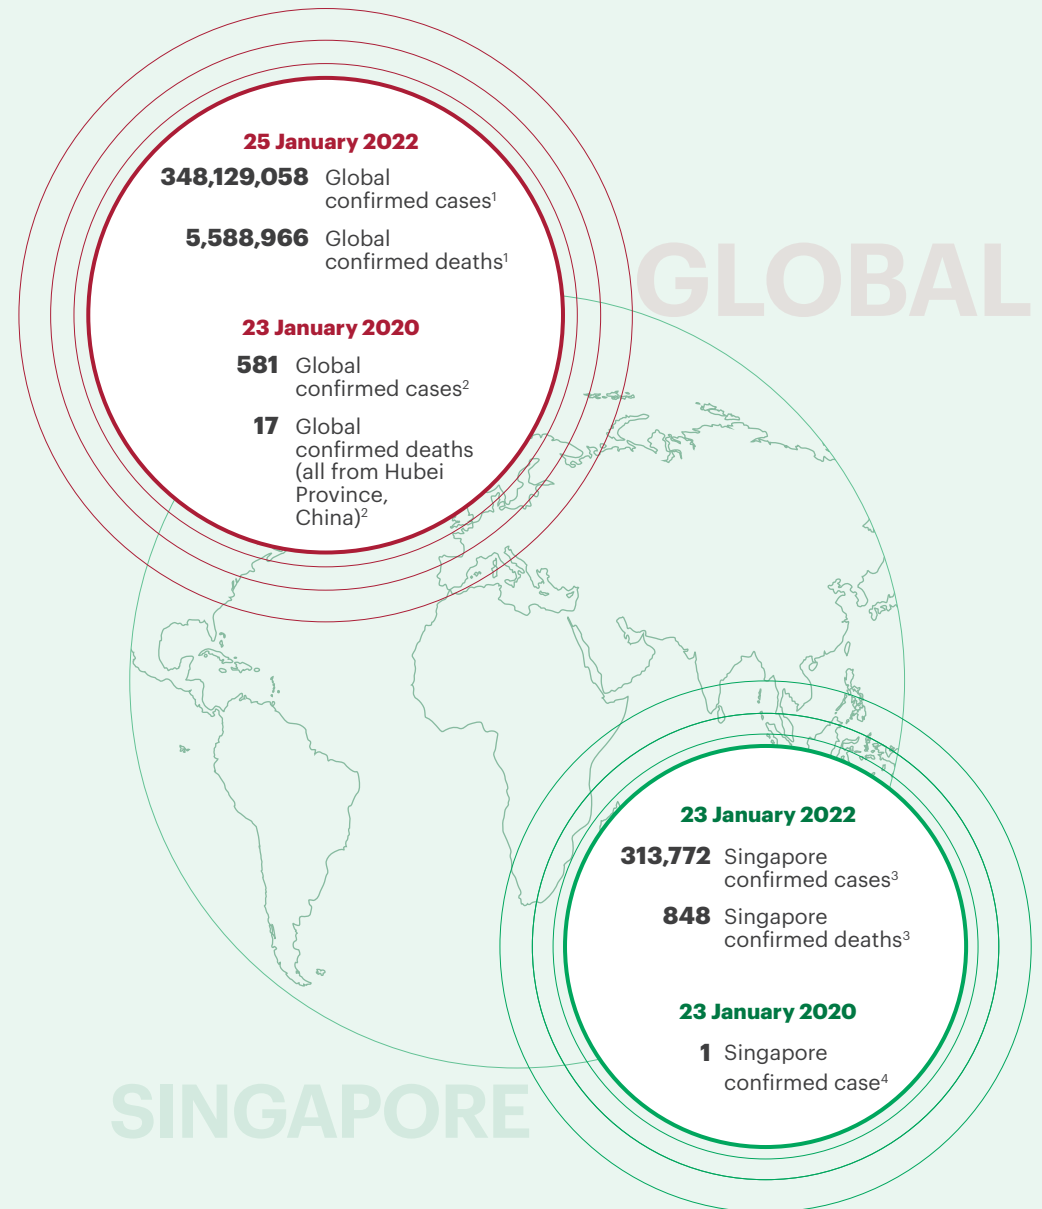 25 January 2022
348,129,058 Global
confirmed cases¹
5,588,966 Global
confirmed deaths¹
23 January 2020
581 Global
confirmed cases²
17 Global
confirmed deaths
(all from Hubei
Province,
China)²
GLOBAL
23 January 2022
313,772 Singapore
confirmed cases³
848 Singapore
confirmed deaths³
23 January 2020
1 Singapore
confirmed case⁴
SINGAPORE